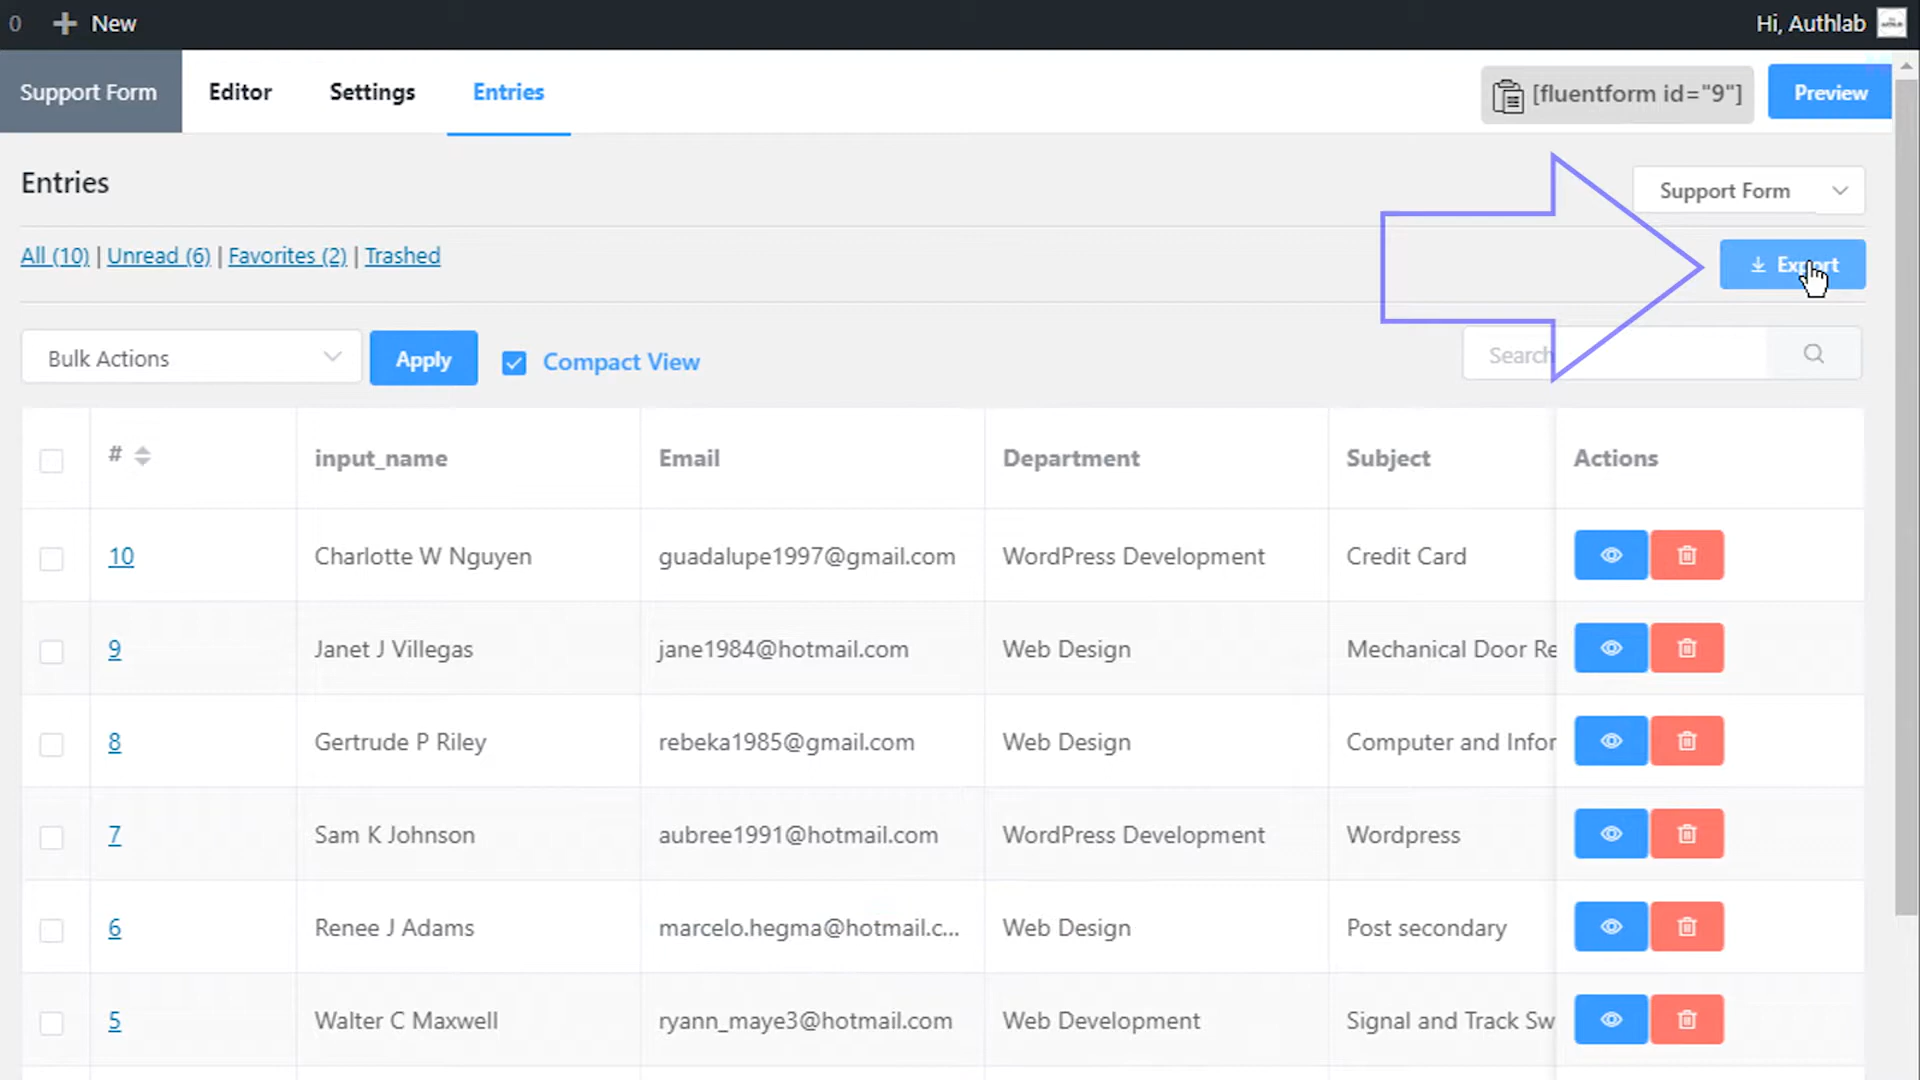 0 + New
Hi, Authlab
Support Form Editor Settings Entries
[fluentform id="9"] Preview
Entries
Support Form
All (10) | Unread (6) | Favorites (2) | Trashed
Export
Bulk Actions Apply Compact View
Search
# input_name Email Department Subject Actions
10 Charlotte W Nguyen guadalupe1997@gmail.com WordPress Development Credit Card
9 Janet J Villegas jane1984@hotmail.com Web Design Mechanical Door Re
8 Gertrude P Riley rebeka1985@gmail.com Web Design Computer and Infor
7 Sam K Johnson aubree1991@hotmail.com WordPress Development Wordpress
6 Renee J Adams marcelo.hegma@hotmail.c... Web Design Post secondary
5 Walter C Maxwell ryann_maye3@hotmail.com Web Development Signal and Track Sw